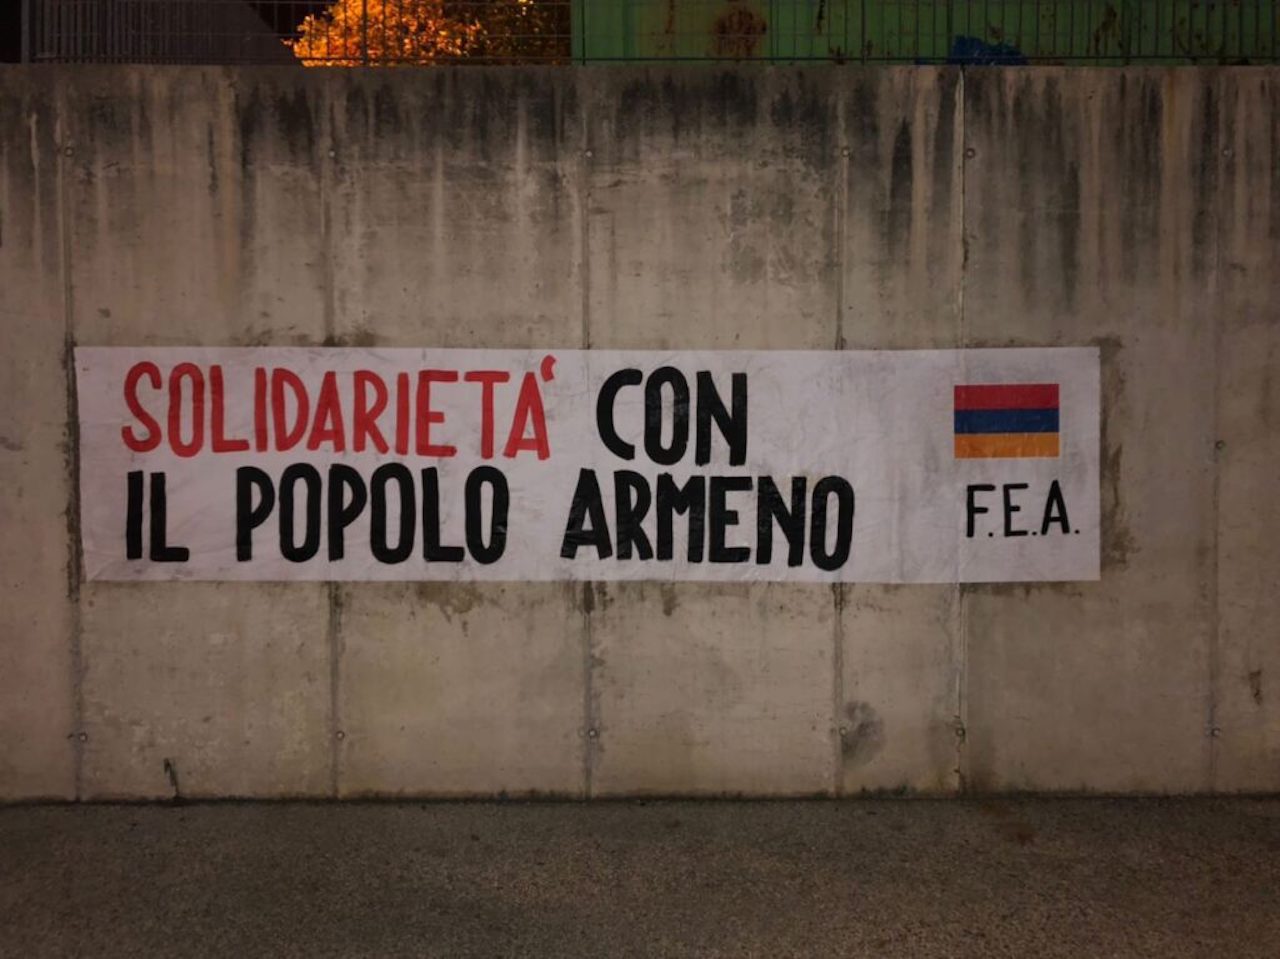 SOLIDARIETA' CON
IL POPOLO ARMENO
F.E.A.